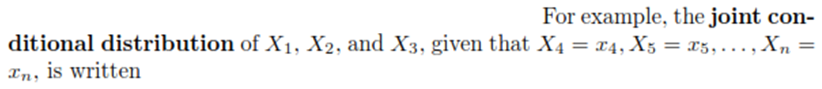 For example, the joint con-
ditional distribution of X₁, X₂, and X₃, given that X₄ = x₄, X₅ = x₅, . . . , Xₙ =
xₙ, is written